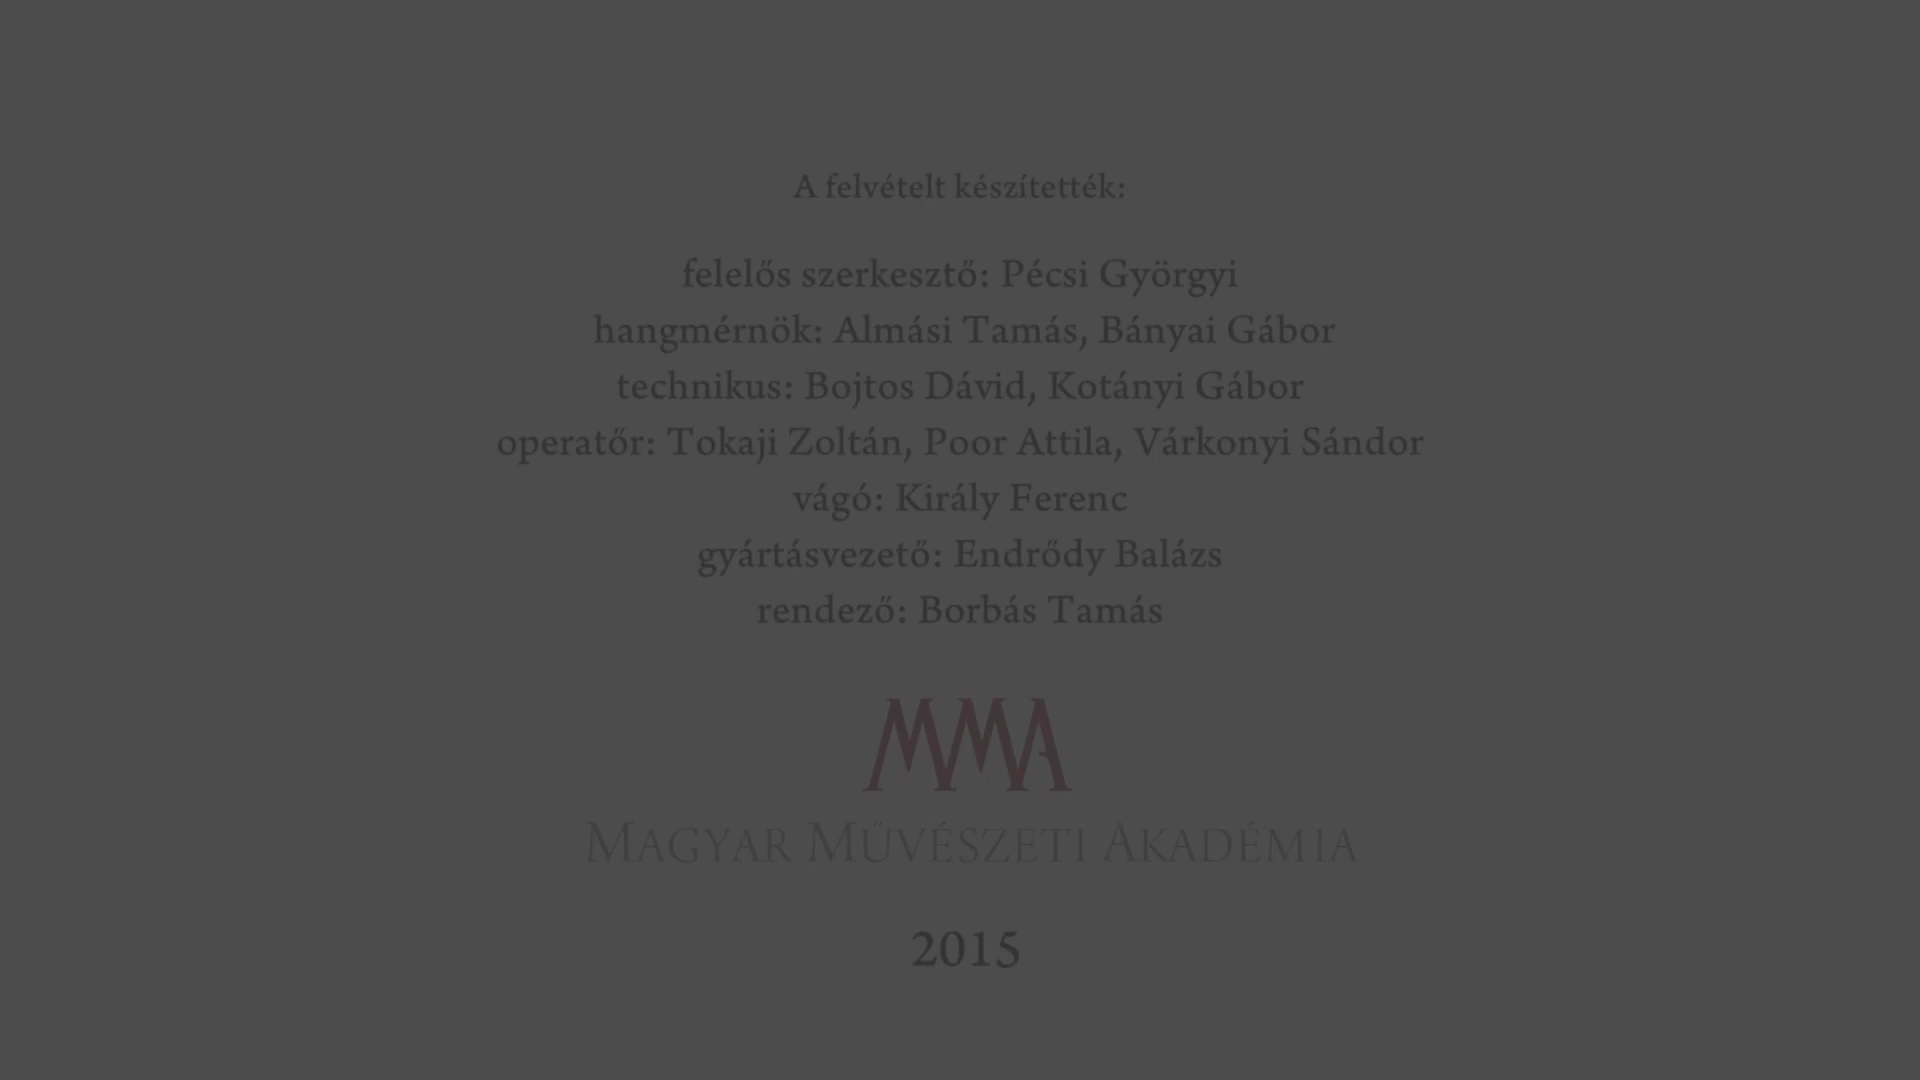 A felvételt készítették:
felelős szerkesztő: Pécsi Györgyi
hangmérnök: Almási Tamás, Bányai Gábor
technikus: Bojtos Dávid, Kotányi Gábor
operatőr: Tokaji Zoltán, Poor Attila, Várkonyi Sándor
vágó: Király Ferenc
gyártásvezető: Endrődy Balázs
rendező: Borbás Tamás
MMA
MAGYAR MŰVÉSZETI AKADÉMIA
2015